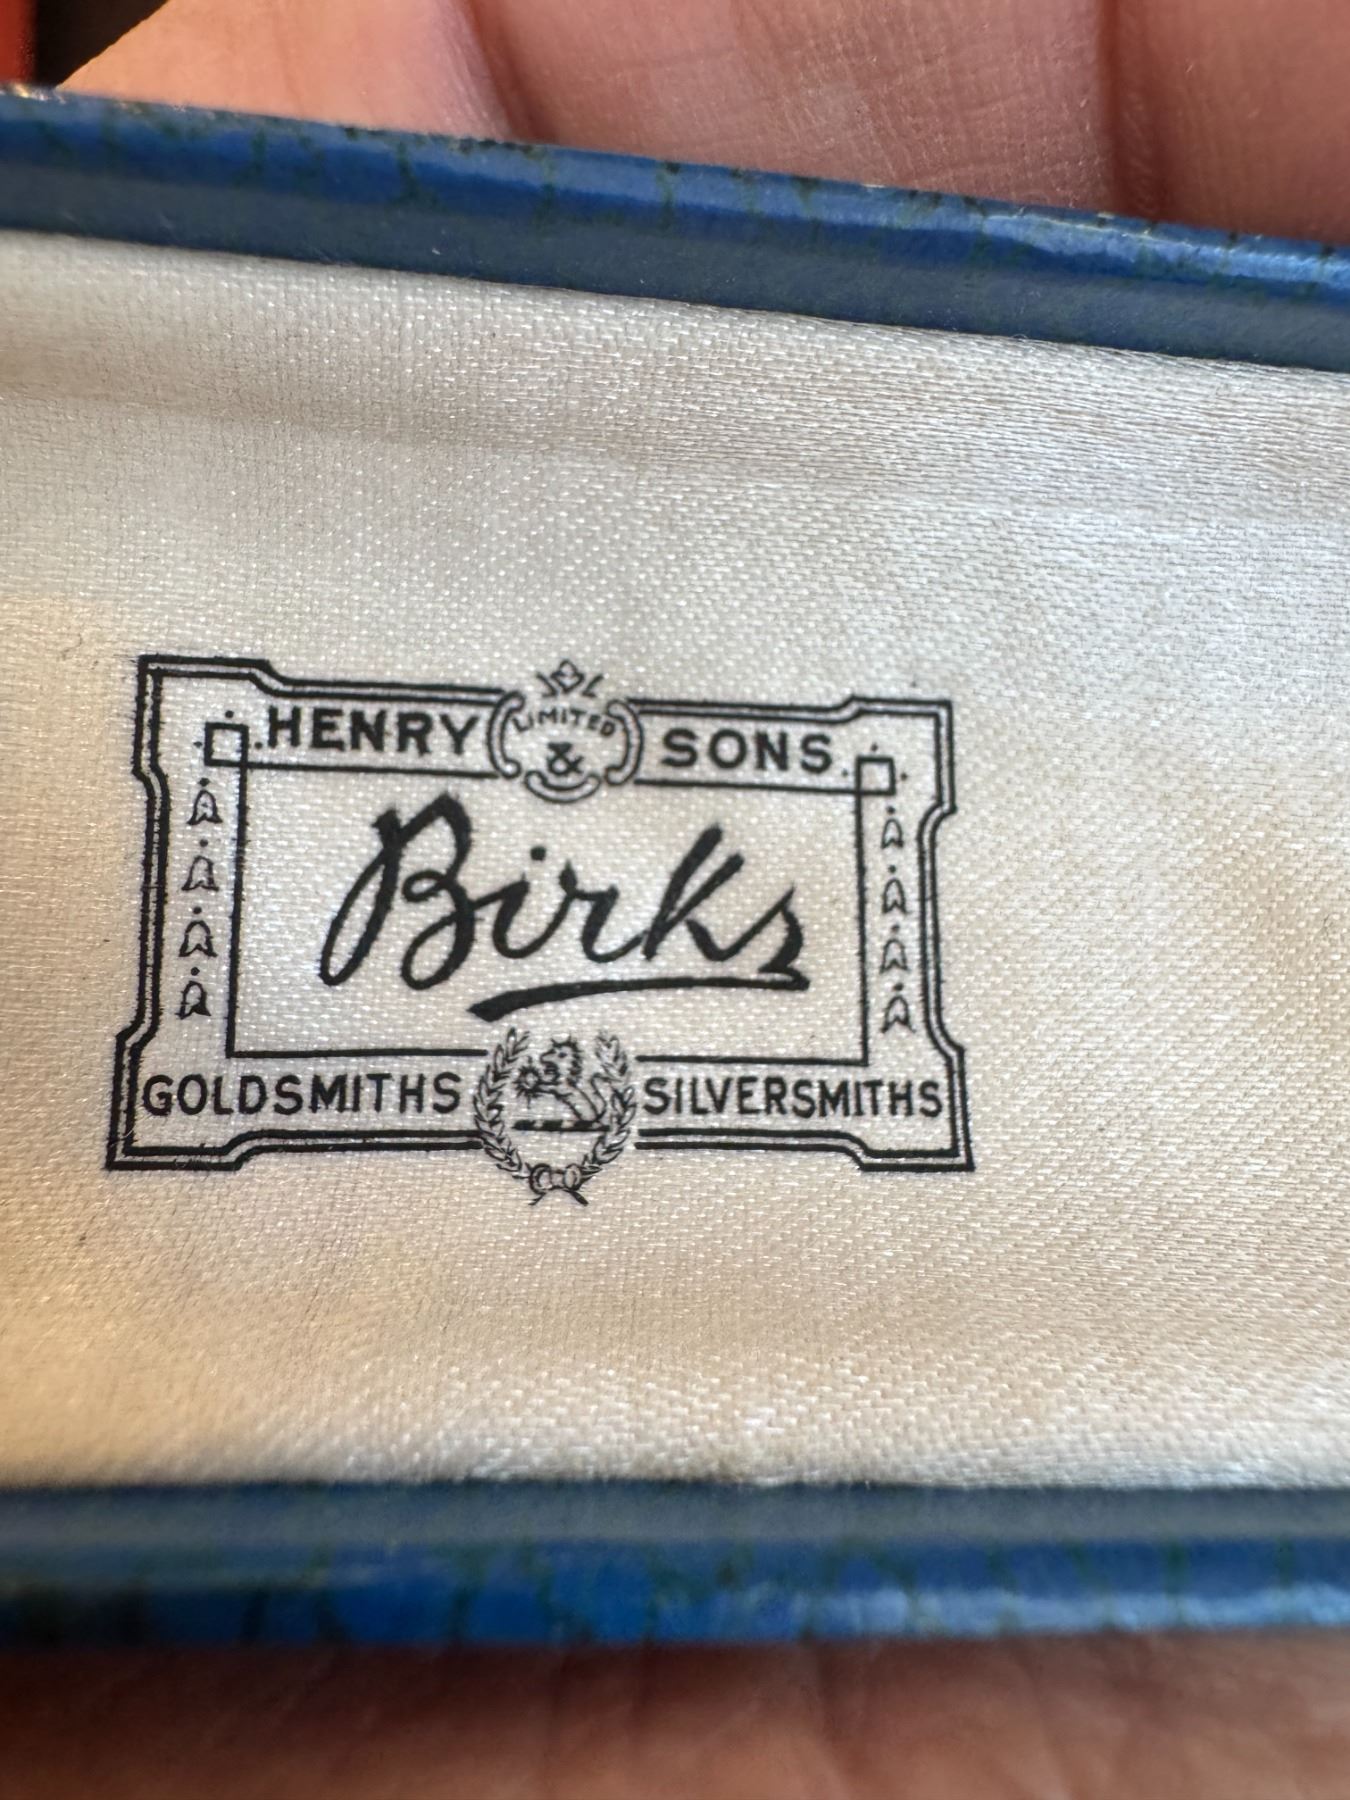 HENRY LIMITED & SONS
Birks
GOLDSMITHS SILVERSMITHS